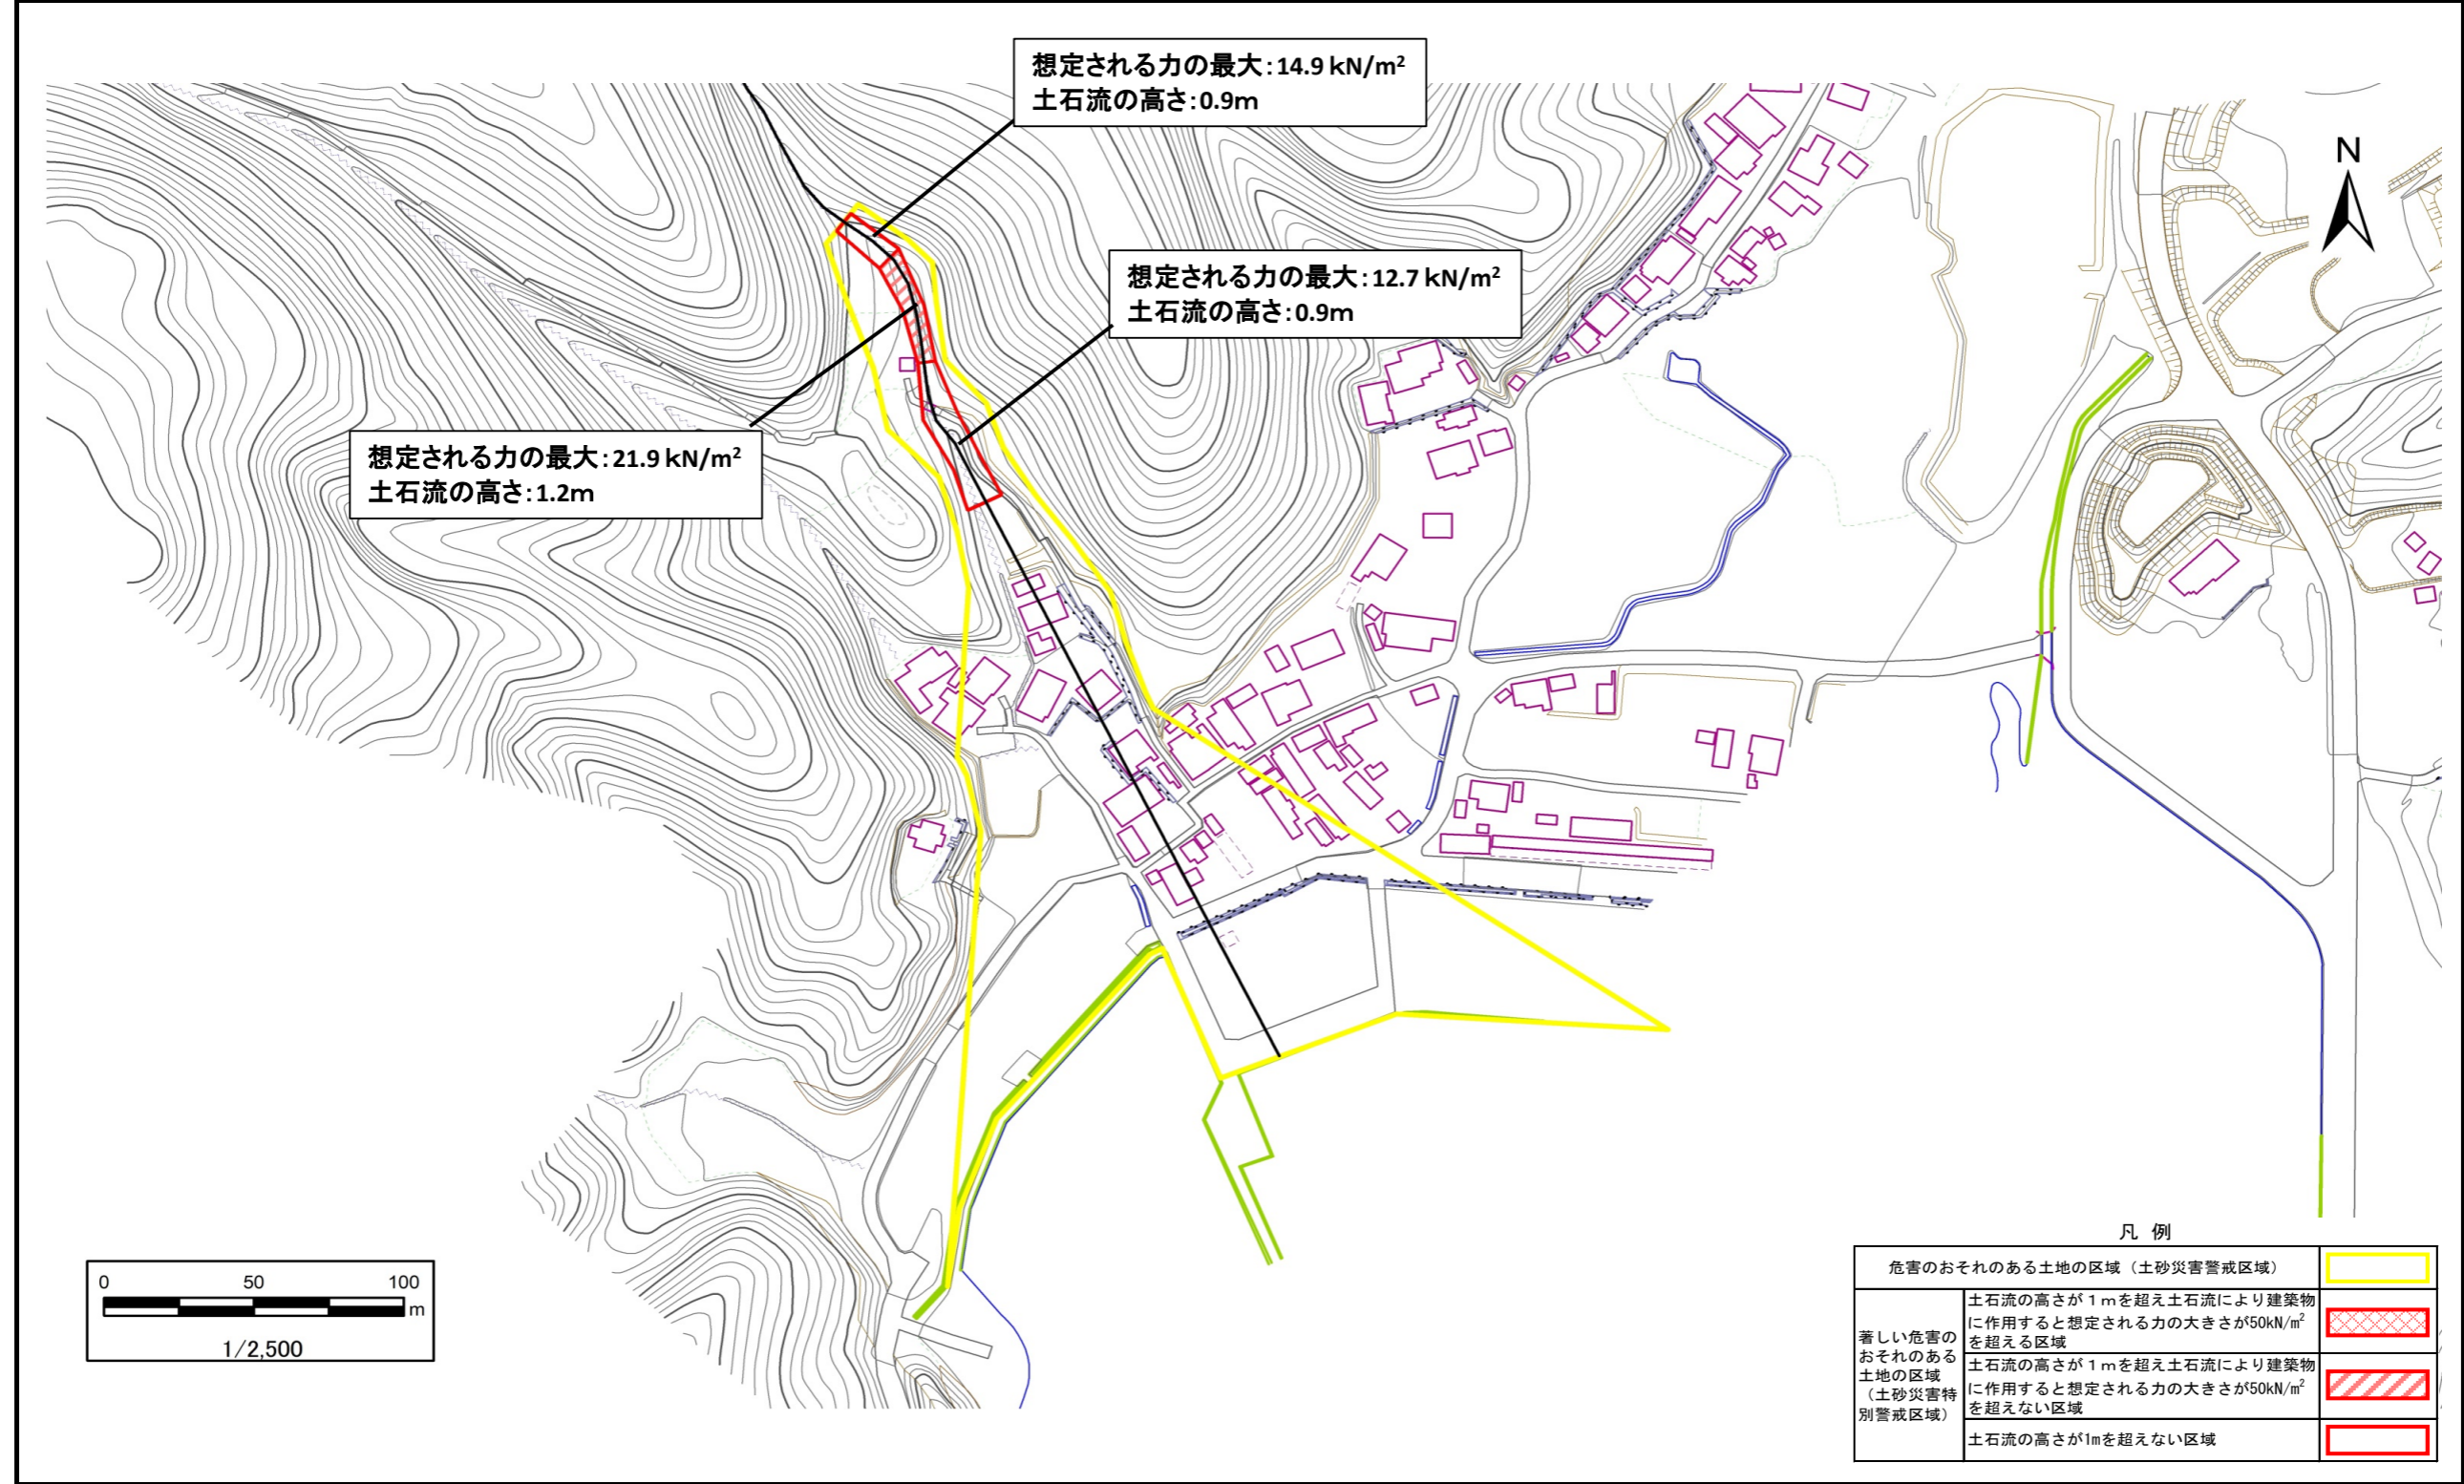 想定される力の最大:14.9 kN/m²
土石流の高さ:0.9m
N
想定される力の最大:12.7 kN/m²
土石流の高さ:0.9m
想定される力の最大:21.9 kN/m²
土石流の高さ:1.2m
0 50 100
m
1/2,500
凡 例
危害のおそれのある土地の区域（土砂災害警戒区域）
著しい危害の
おそれのある
土地の区域
（土砂災害特
別警戒区域）
土石流の高さが１ｍを超え土石流により建築物
に作用すると想定される力の大きさが50kN/㎡
を超える区域
土石流の高さが１ｍを超え土石流により建築物
に作用すると想定される力の大きさが50kN/㎡
を超えない区域
土石流の高さが1mを超えない区域